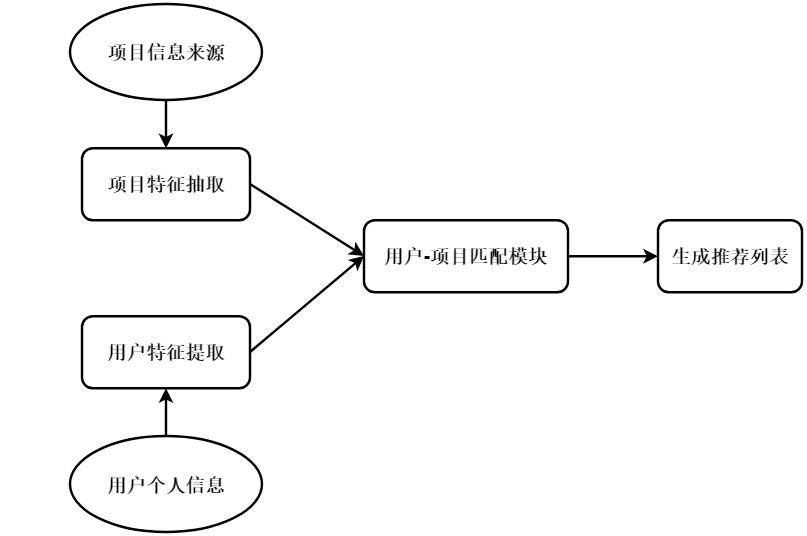 项目信息来源
项目特征抽取
用户-项目匹配模块
生成推荐列表
用户特征提取
用户个人信息